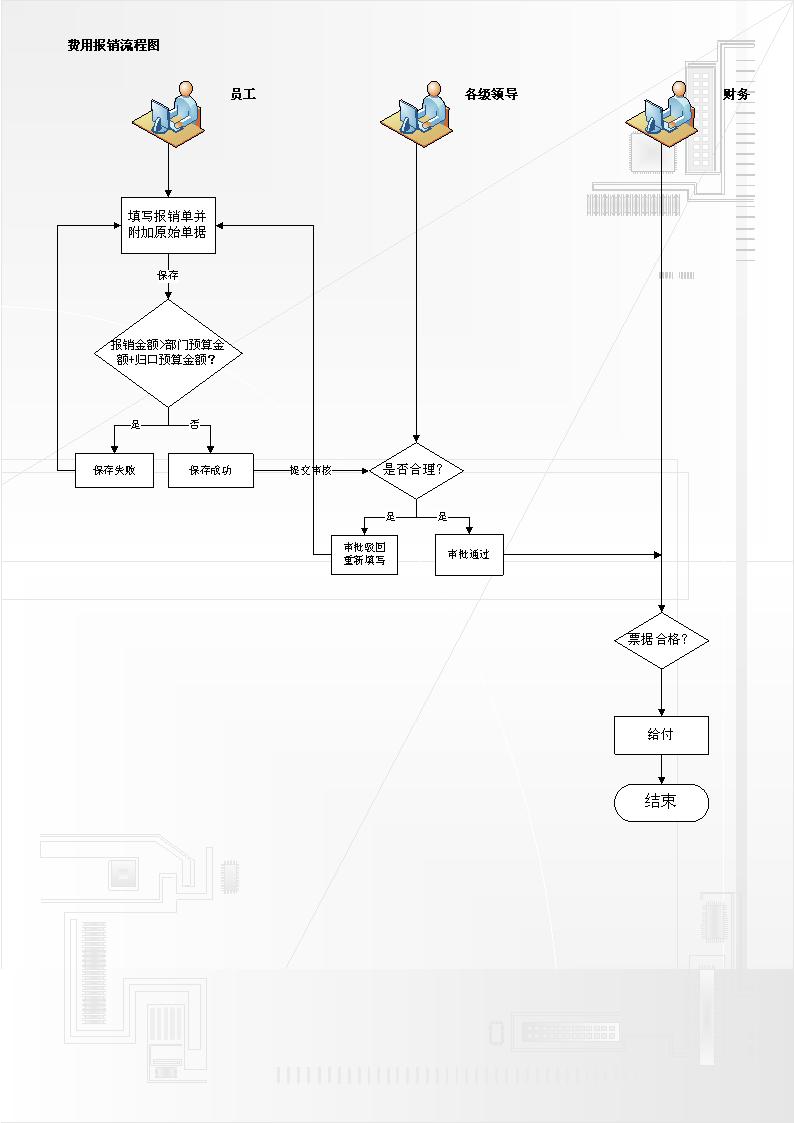 费用报销流程图
员工
各级领导
财务
填写报销单并
附加原始单据
保存
报销金额>部门预算金
额+归口预算金额?
是
否
保存失败
保存成功
提交审核
是否合理?
是
是
审批驳回
重新填写
审批通过
票据合格?
给付
结束